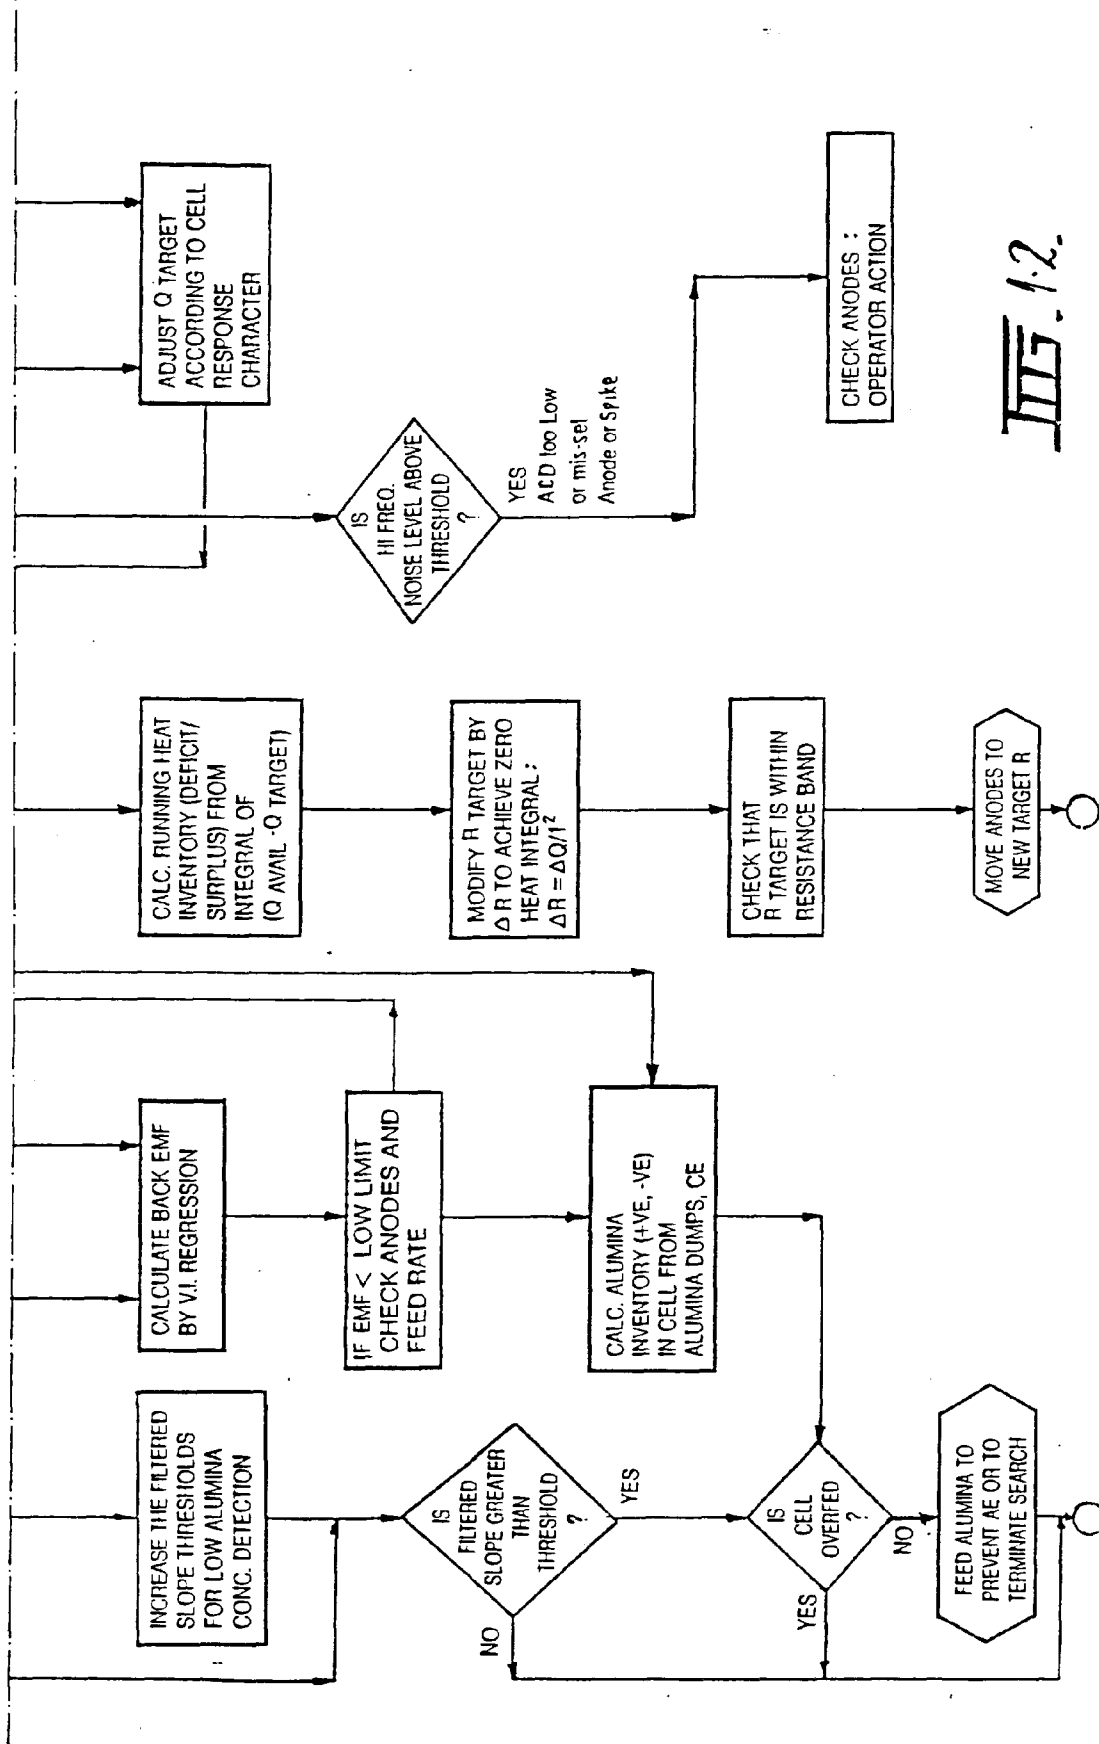 INCREASE THE FILTERED
SLOPE THRESHOLDS
FOR LOW ALUMINA
CONC. DETECTION
IS
FILTERED
SLOPE GREATER
THAN
THRESHOLD
?
NO
YES
IS
CELL
OVERFED
?
YES
NO
FEED ALUMINA TO
PREVENT AE OR TO
TERMINATE SEARCH
CALCULATE BACK EMF
BY V.I. REGRESSION
IF EMF < LOW LIMIT
CHECK ANODES AND
FEED RATE
CALC. ALUMINA
INVENTORY (+VE, -VE)
IN CELL FROM
ALUMINA DUMPS, CE
CALC. RUNNING HEAT
INVENTORY (DEFICIT/
SURPLUS) FROM
INTEGRAL OF
(Q AVAIL -Q TARGET)
MODIFY R TARGET BY
Δ R TO ACHIEVE ZERO
HEAT INTEGRAL :
Δ R = ΔQ/I²
CHECK THAT
R TARGET IS WITHIN
RESISTANCE BAND
MOVE ANODES TO
NEW TARGET R
ADJUST Q TARGET
ACCORDING TO CELL
RESPONSE
CHARACTER
IS
HI FREQ.
NOISE LEVEL ABOVE
THRESHOLD
?
YES
ACD too Low
or mis-set
Anode or Spike
CHECK ANODES :
OPERATOR ACTION
FIG. 1.2.